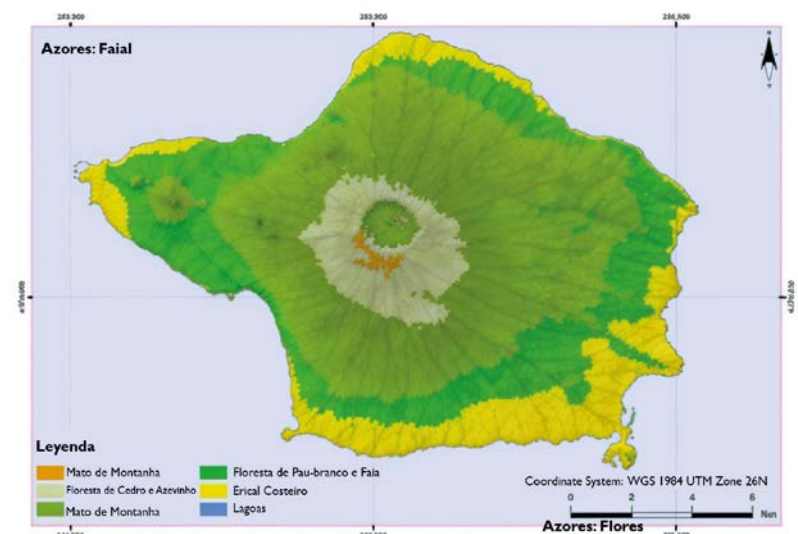 Azores: Faial
Leyenda
Mato de Montanha
Floresta de Cedro e Azevinho
Mato de Montanha
Floresta de Pau-branco e Faia
Erical Costeiro
Lagoas
Coordinate System: WGS 1984 UTM Zone 26N
0 2 4 6
Azores: Flores